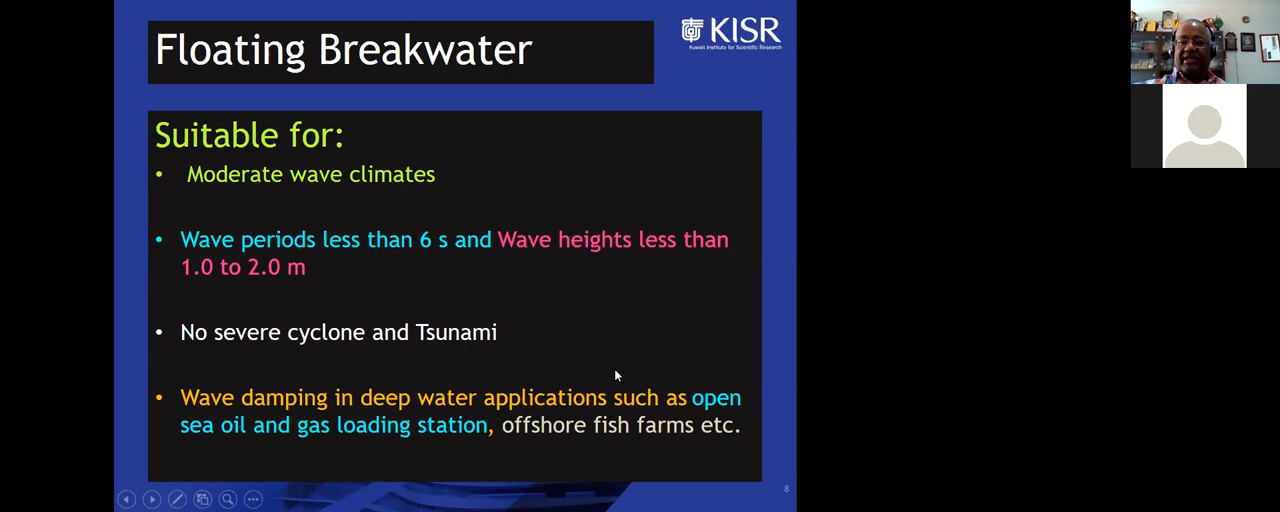 Floating Breakwater
KISR
Kuwait Institute for Scientific Research
Suitable for:
• Moderate wave climates
• Wave periods less than 6 s and Wave heights less than
1.0 to 2.0 m
• No severe cyclone and Tsunami
• Wave damping in deep water applications such as open
sea oil and gas loading station, offshore fish farms etc.
8